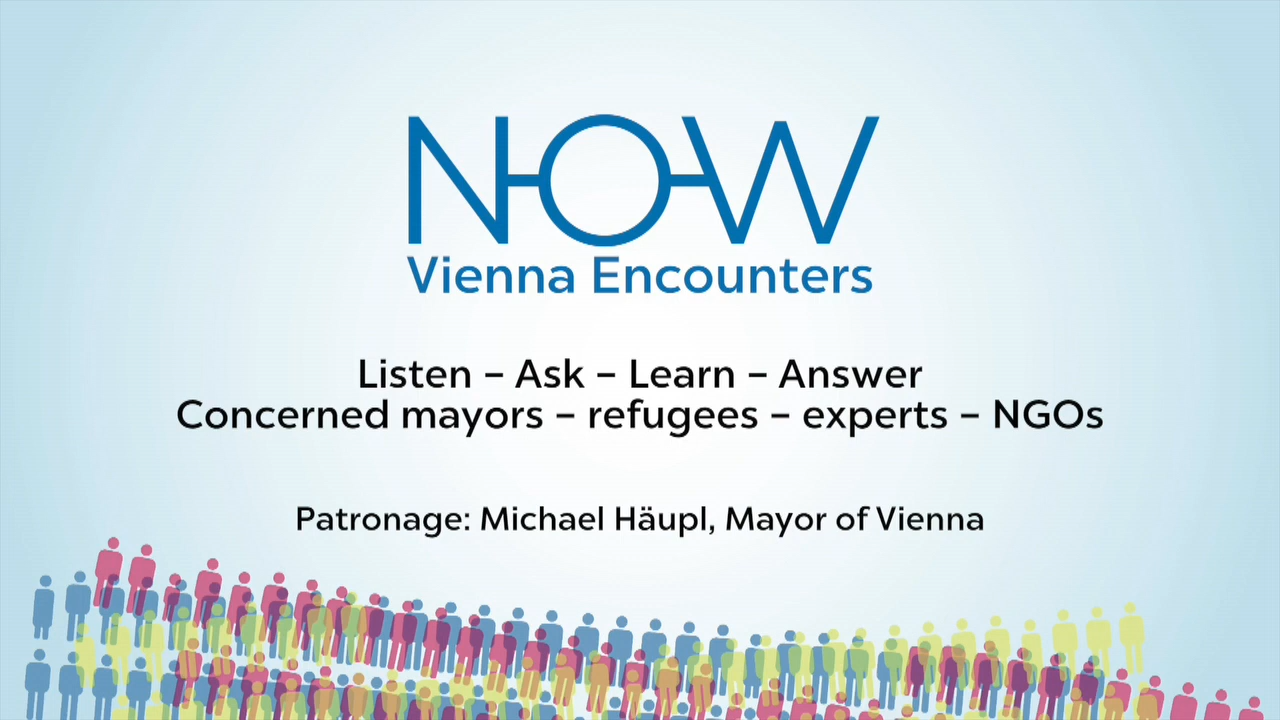 NOW
Vienna Encounters
Listen – Ask – Learn – Answer
Concerned mayors – refugees – experts – NGOs
Patronage: Michael Häupl, Mayor of Vienna